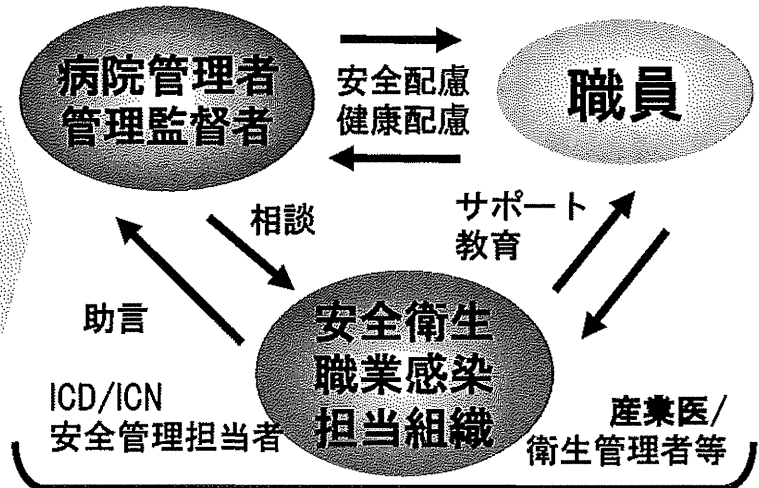 病院管理者
管理監督者
安全配慮
健康配慮
職員
相談
サポート
教育
助言
安全衛生
職業感染
担当組織
ICD/ICN
安全管理担当者
産業医/
衛生管理者等